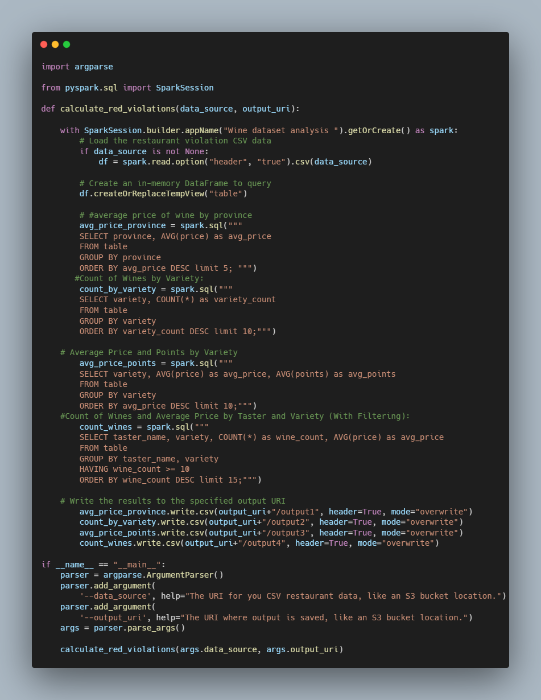 import argparse
from pyspark.sql import SparkSession
def calculate_red_violations(data_source, output_uri):
    with SparkSession.builder.appName("Wine dataset analysis ").getOrCreate() as spark:
        # Load the restaurant violation CSV data
        if data_source is not None:
            df = spark.read.option("header", "true").csv(data_source)
        # Create an in-memory DataFrame to query
        df.createOrReplaceTempView("table")
        # #average price of wine by province
        avg_price_province = spark.sql("""
        SELECT province, AVG(price) as avg_price
        FROM table
        GROUP BY province
        ORDER BY avg_price DESC limit 5; """)
       #Count of Wines by Variety:
        count_by_variety = spark.sql("""
        SELECT variety, COUNT(*) as variety_count
        FROM table
        GROUP BY variety
        ORDER BY variety_count DESC limit 10;""")
    # Average Price and Points by Variety
        avg_price_points = spark.sql("""
        SELECT variety, AVG(price) as avg_price, AVG(points) as avg_points
        FROM table
        GROUP BY variety
        ORDER BY avg_price DESC limit 10;""")
    #Count of Wines and Average Price by Taster and Variety (With Filtering):
        count_wines = spark.sql("""
        SELECT taster_name, variety, COUNT(*) as wine_count, AVG(price) as avg_price
        FROM table
        GROUP BY taster_name, variety
        HAVING wine_count >= 10
        ORDER BY wine_count DESC limit 15;""")
    # Write the results to the specified output URI
        avg_price_province.write.csv(output_uri+"/output1", header=True, mode="overwrite")
        count_by_variety.write.csv(output_uri+"/output2", header=True, mode="overwrite")
        avg_price_points.write.csv(output_uri+"/output3", header=True, mode="overwrite")
        count_wines.write.csv(output_uri+"/output4", header=True, mode="overwrite")
if __name__ == "__main__":
    parser = argparse.ArgumentParser()
    parser.add_argument(
        '--data_source', help="The URI for you CSV restaurant data, like an S3 bucket location.")
    parser.add_argument(
        '--output_uri', help="The URI where output is saved, like an S3 bucket location.")
    args = parser.parse_args()
    calculate_red_violations(args.data_source, args.output_uri)